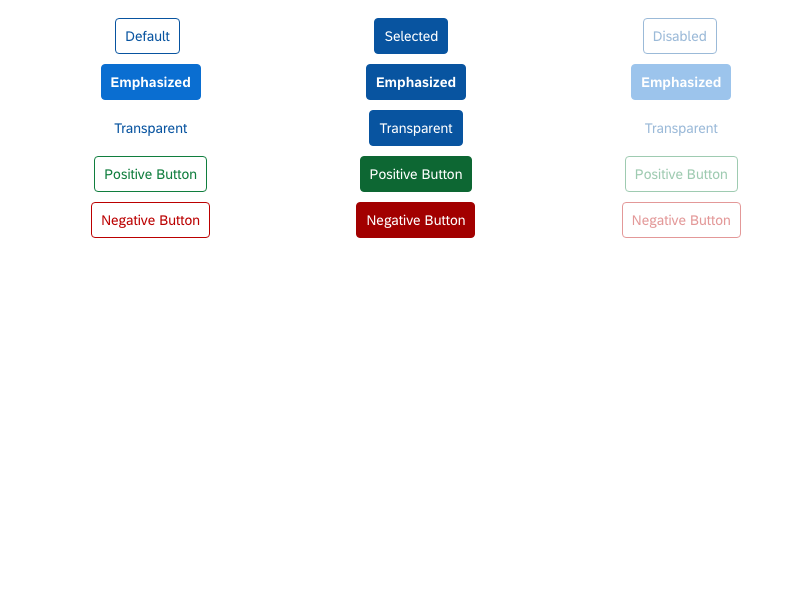 Default Selected Disabled
Emphasized Emphasized Emphasized
Transparent Transparent Transparent
Positive Button Positive Button Positive Button
Negative Button Negative Button Negative Button